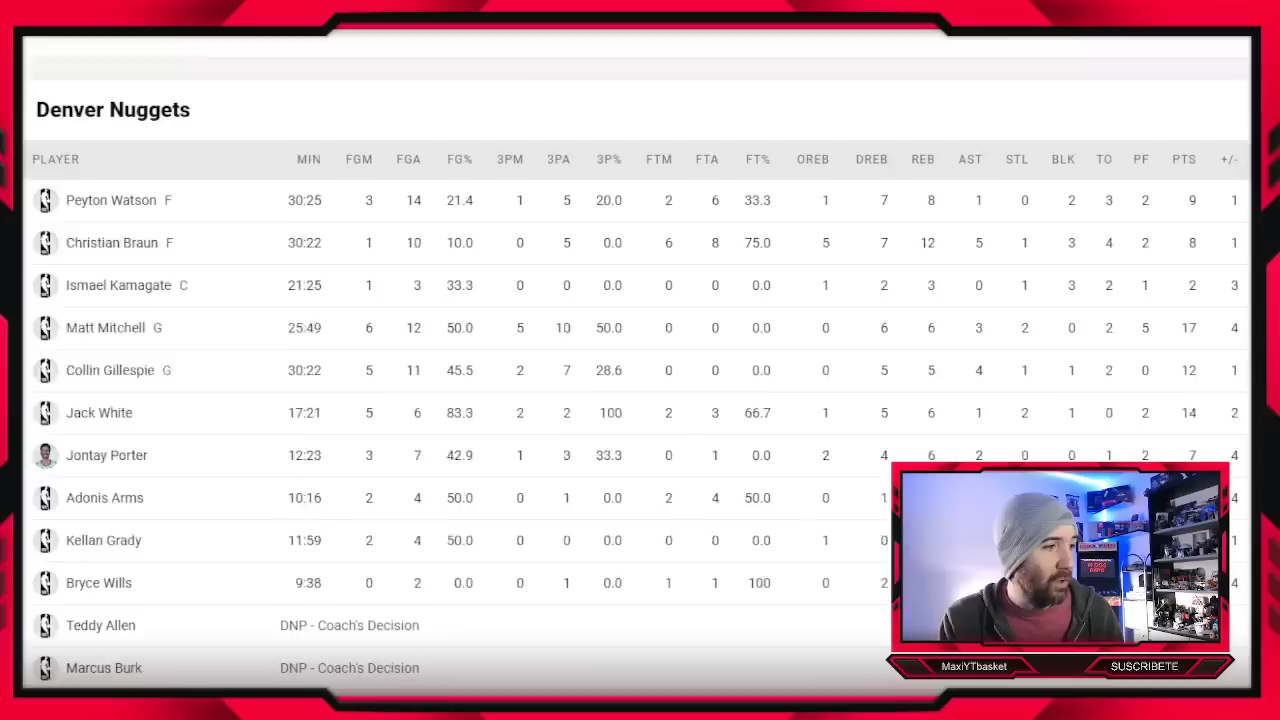 Denver Nuggets
PLAYER MIN FGM FGA FG% 3PM 3PA 3P% FTM FTA FT% OREB DREB REB AST STL BLK TO PF PTS +/-
Peyton Watson F 30:25 3 14 21.4 1 5 20.0 2 6 33.3 1 7 8 1 0 2 3 2 9 1
Christian Braun F 30:22 1 10 10.0 0 5 0.0 6 8 75.0 5 7 12 5 1 3 4 2 8 1
Ismael Kamagate C 21:25 1 3 33.3 0 0 0.0 0 0 0.0 1 2 3 0 1 3 2 1 2 3
Matt Mitchell G 25:49 6 12 50.0 5 10 50.0 0 0 0.0 0 6 6 3 2 0 2 5 17 4
Collin Gillespie G 30:22 5 11 45.5 2 7 28.6 0 0 0.0 0 5 5 4 1 1 2 0 12 1
Jack White 17:21 5 6 83.3 2 2 100 2 3 66.7 1 5 6 1 2 1 0 2 14 2
Jontay Porter 12:23 3 7 42.9 1 3 33.3 0 1 0.0 2 4 6 2 0 0 1 2 7 4
Adonis Arms 10:16 2 4 50.0 0 1 0.0 2 4 50.0 0 1 4
Kellan Grady 11:59 2 4 50.0 0 0 0.0 0 0 0.0 1 0 1
Bryce Wills 9:38 0 2 0.0 0 1 0.0 1 1 100 0 2 4
Teddy Allen DNP - Coach's Decision
Marcus Burk DNP - Coach's Decision
MaxiYTbasket SUSCRIBETE